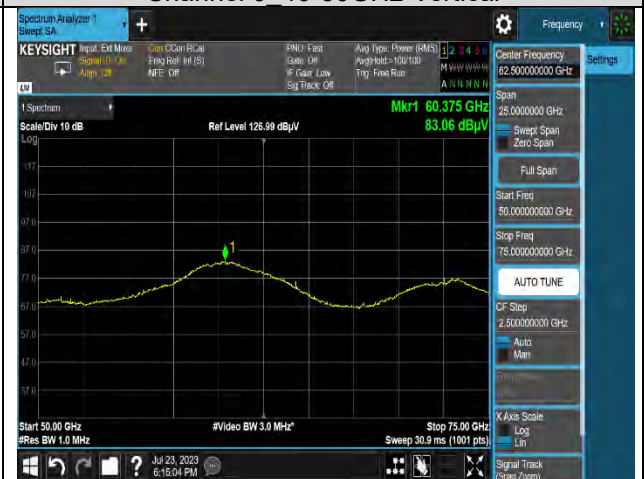 Spectrum Analyzer 1
Swept SA
+
Frequency
KEYSIGHT Input: Ext Mixer
Signal ID: On
Align: Off
Corr CCorr RCal
Freq Ref: Int (S)
NFE: Off
PNO: Fast
Gate: Off
IF Gain: Low
Sig Track: Off
Avg Type: Power (RMS)
Avg|Hold:>100/100
Trig: Free Run
1 2 3 4 5 6
M W W W W W
A N N N N N
Center Frequency
62.500000000 GHz
Settings
Span
25.0000000 GHz
Swept Span
Zero Span
Full Span
Start Freq
50.000000000 GHz
Stop Freq
75.000000000 GHz
AUTO TUNE
CF Step
2.500000000 GHz
Auto
Man
X Axis Scale
Log
Lin
Signal Track
(Span Zoom)
1 Spectrum
Scale/Div 10 dB
Ref Level 126.99 dBµV
Mkr1 60.375 GHz
83.06 dBµV
Log
117
107
97.0
87.0
77.0
67.0
57.0
47.0
37.0
1
Start 50.00 GHz
#Video BW 3.0 MHz*
Stop 75.00 GHz
#Res BW 1.0 MHz
Sweep 30.9 ms (1001 pts)
Jul 23, 2023
6:15:04 PM